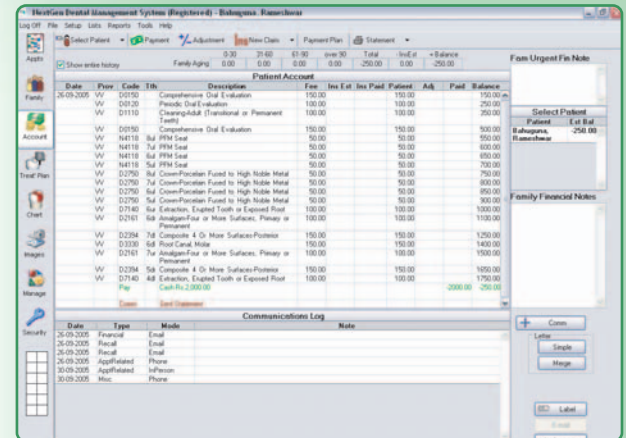 NextGen Dental Management System (Registered) - Bahuguna, Rameshwar
Log Off File Setup Lists Reports Tools Help
Select Patient Payment Adjustment New Claim Payment Plan Statement
0-30 31-60 61-90 over 90 Total - InsEst = Balance
Show entire history Family Aging 0.00 0.00 0.00 0.00 -250.00 0.00 -250.00
Fam Urgent Fin Note
Appts
Family
Account
Treat Plan
Chart
Images
Manage
Security
Patient Account
Date Prov Code Tth Description Fee Ins Est Ins Paid Patient Adj Paid Balance
26-09-2005 VV D0150 Comprehensive Oral Evaluation 150.00 150.00 150.00
VV D0120 Periodic Oral Evaluation 100.00 100.00 250.00
VV D1110 Cleaning-Adult (Transitional or Permanent 100.00 100.00 350.00
Teeth)
VV D0150 Comprehensive Oral Evaluation 150.00 150.00 500.00
VV N4118 PFM Seat 50.00 50.00 550.00
VV N4118 PFM Seat 50.00 50.00 600.00
VV N4118 PFM Seat 50.00 50.00 650.00
VV N4118 PFM Seat 50.00 50.00 700.00
VV D2750 Crown-Porcelain Fused to High Noble Metal 50.00 50.00 750.00
VV D2750 Crown-Porcelain Fused to High Noble Metal 50.00 50.00 800.00
VV D2750 Crown-Porcelain Fused to High Noble Metal 50.00 50.00 850.00
VV D2750 Crown-Porcelain Fused to High Noble Metal 50.00 50.00 900.00
VV D7140 Extraction, Erupted Tooth or Exposed Root 100.00 100.00 1000.00
VV D2161 Amalgam-Four or More Surfaces, Primary or 100.00 100.00 1100.00
Permanent
VV D2394 Composite 4 Or More Surfaces-Posterior 150.00 150.00 1250.00
VV D3330 Root Canal, Molar 150.00 150.00 1400.00
VV D2161 Amalgam-Four or More Surfaces, Primary or 100.00 100.00 1500.00
Permanent
VV D2394 Composite 4 Or More Surfaces-Posterior 150.00 150.00 1650.00
VV D7140 Extraction, Erupted Tooth or Exposed Root 100.00 100.00 1750.00
Pay Cash Rs 2,000.00 -2000.00 -250.00
Comm Sent Statement
Select Patient
Patient Est Bal
Bahuguna, -250.00
Rameshwar
Family Financial Notes
Communications Log
Date Type Mode Note
26-09-2005 Financial Email
26-09-2005 Recall Email
26-09-2005 Recall Email
26-09-2005 ApptRelated Phone
30-09-2005 ApptRelated InPerson
30-09-2005 Misc Phone
Comm
Letter
Simple
Merge
Label
E-mail